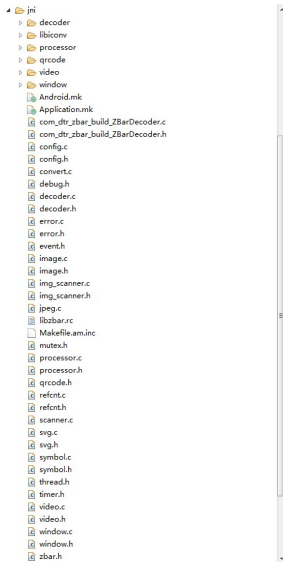 jni
decoder
libiconv
processor
qrcode
video
window
Android.mk
Application.mk
com_dtr_zbar_build_ZBarDecoder.c
com_dtr_zbar_build_ZBarDecoder.h
config.c
config.h
convert.c
debug.h
decoder.c
decoder.h
error.c
error.h
event.h
image.c
image.h
img_scanner.c
img_scanner.h
jpeg.c
libzbar.rc
Makefile.am.inc
mutex.h
processor.c
processor.h
qrcode.h
refcnt.c
refcnt.h
scanner.c
svg.c
svg.h
symbol.c
symbol.h
thread.h
timer.h
video.c
video.h
window.c
window.h
zbar.h